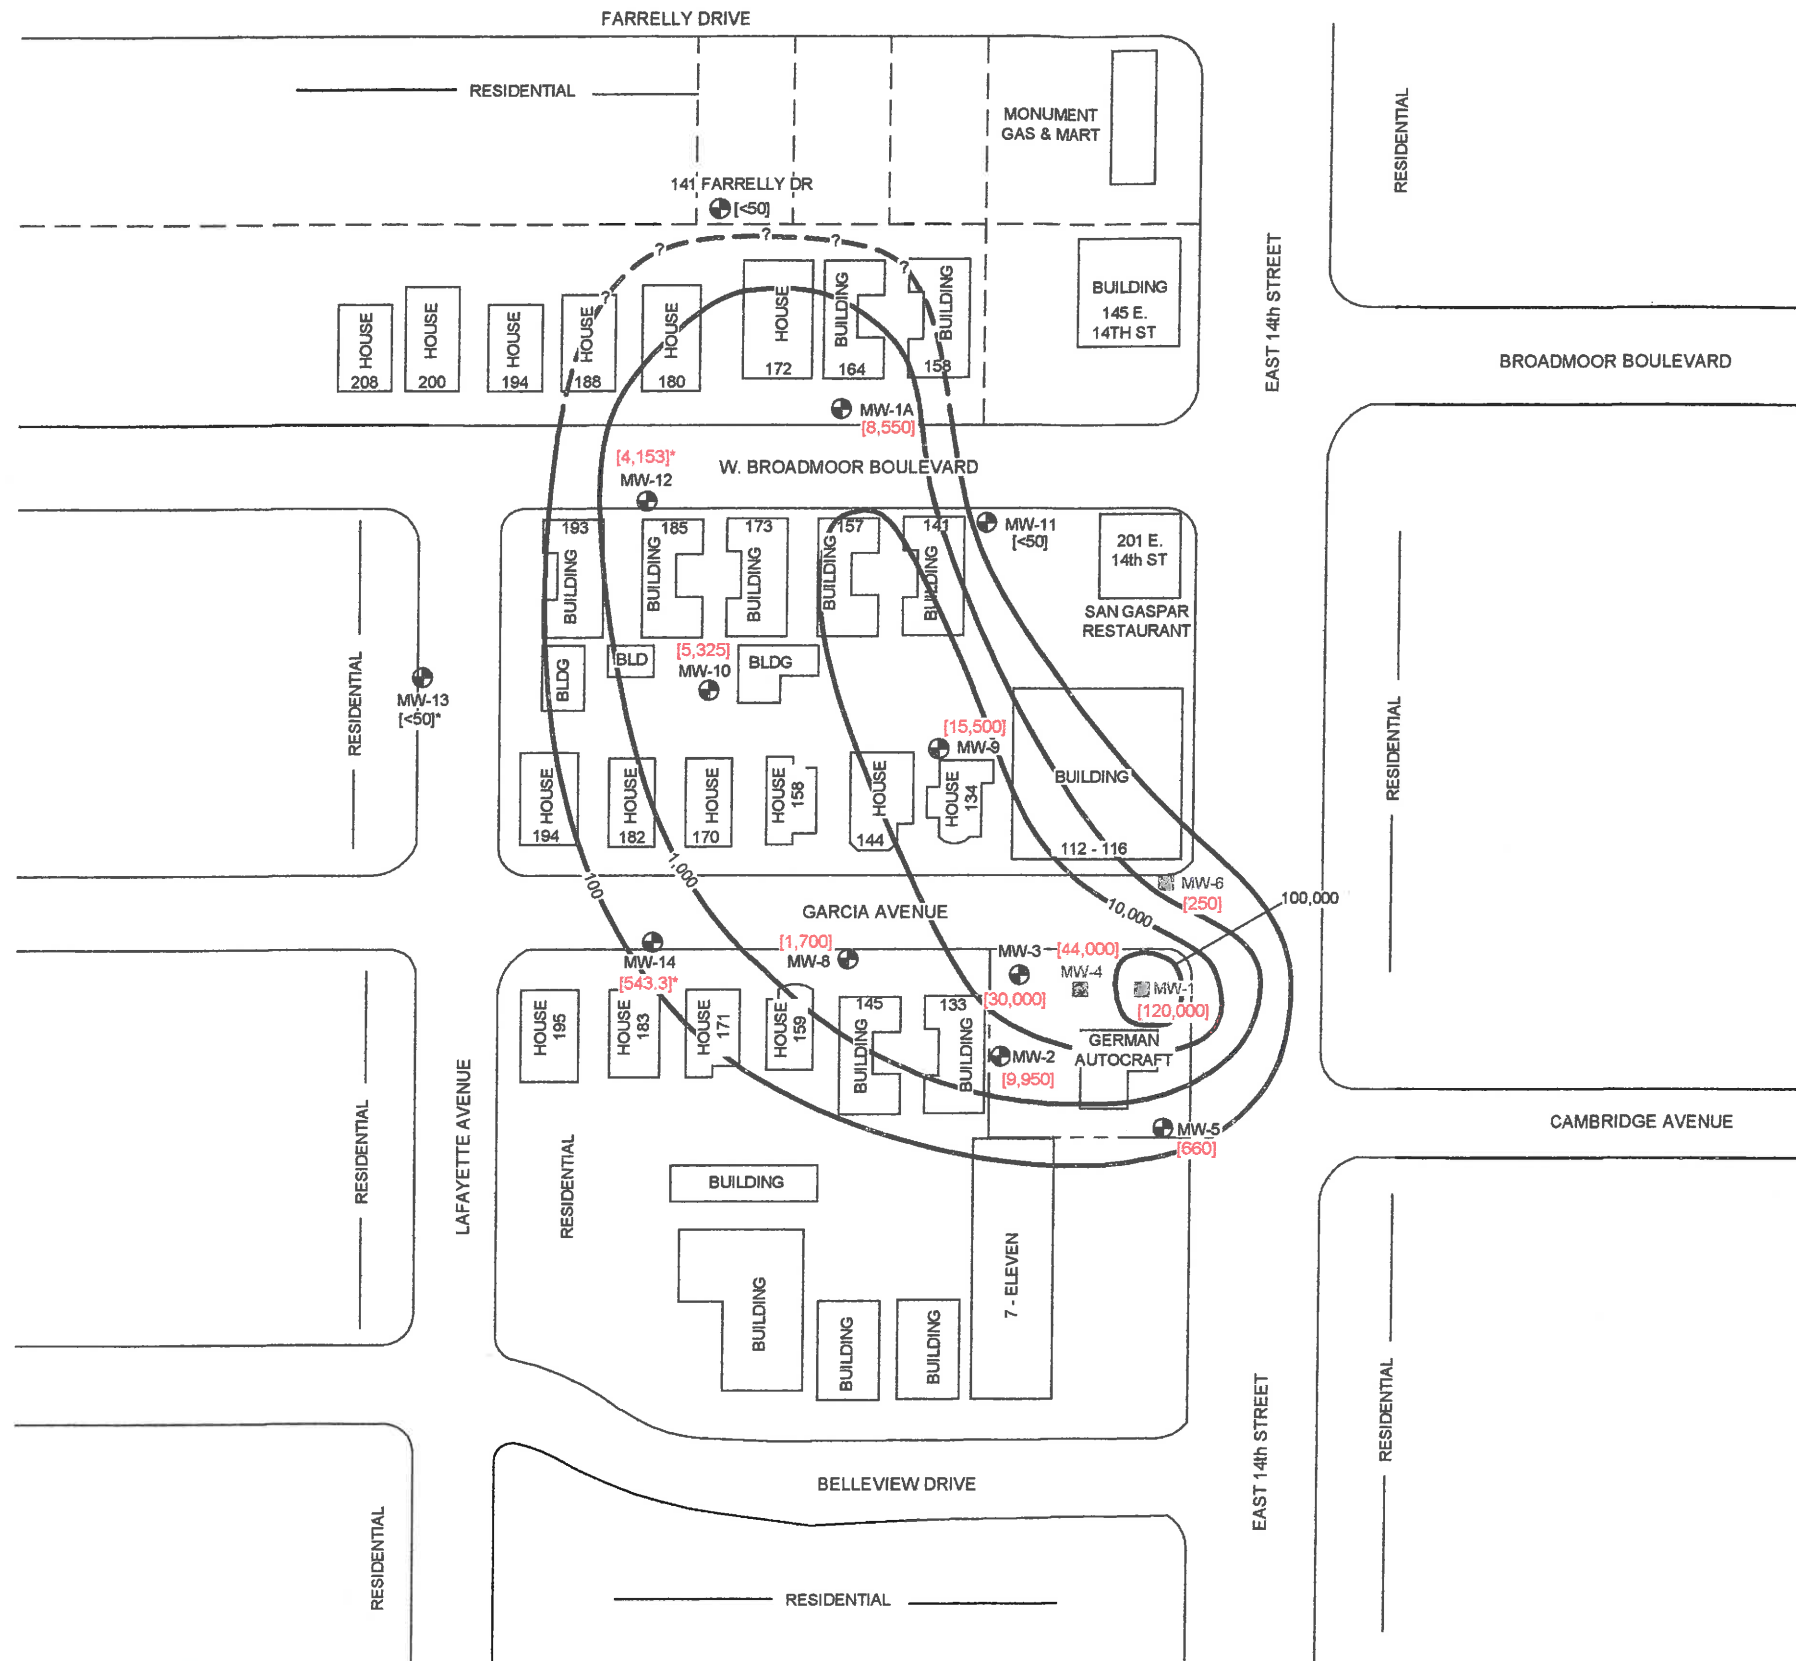 FARRELLY DRIVE
RESIDENTIAL
MONUMENT
GAS & MART
RESIDENTIAL
141 FARRELLY DR
[<50]
?
?
?
?
?
EAST 14th STREET
BUILDING
145 E.
14TH ST
HOUSE
208
HOUSE
200
HOUSE
194
HOUSE
188
HOUSE
180
HOUSE
172
BUILDING
164
BUILDING
158
BROADMOOR BOULEVARD
MW-1A
[8,550]
[4,153]*
MW-12
W. BROADMOOR BOULEVARD
193
BUILDING
185
BUILDING
173
BUILDING
157
BUILDING
141
BUILDING
MW-11
[<50]
201 E.
14th ST
SAN GASPAR
RESTAURANT
BLDG
BLD
[5,325]
MW-10
BLDG
RESIDENTIAL
MW-13
[<50]*
RESIDENTIAL
[15,500]
MW-9
BUILDING
112 - 116
HOUSE
194
HOUSE
182
HOUSE
170
HOUSE
158
HOUSE
144
HOUSE
134
100
1,000
10,000
100,000
MW-6
[250]
GARCIA AVENUE
MW-14
[543.3]*
[1,700]
MW-8
MW-3
[30,000]
[44,000]
MW-4
MW-1
[120,000]
HOUSE
195
HOUSE
183
HOUSE
171
HOUSE
159
145
BUILDING
133
BUILDING
MW-2
[9,950]
GERMAN
AUTOCRAFT
MW-5
[660]
CAMBRIDGE AVENUE
RESIDENTIAL
LAFAYETTE AVENUE
RESIDENTIAL
BUILDING
BUILDING
BUILDING
BUILDING
7 - ELEVEN
EAST 14th STREET
RESIDENTIAL
BELLEVIEW DRIVE
RESIDENTIAL
RESIDENTIAL